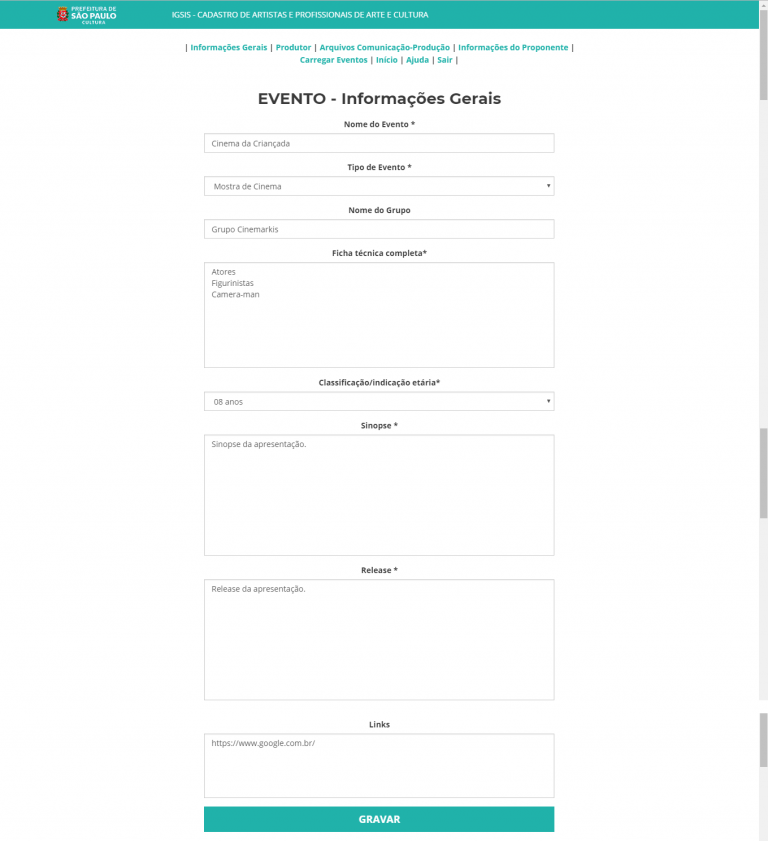 PREFEITURA DE
SÃO PAULO
CULTURA
IGSIS - CADASTRO DE ARTISTAS E PROFISSIONAIS DE ARTE E CULTURA
| Informações Gerais | Produtor | Arquivos Comunicação-Produção | Informações do Proponente |
Carregar Eventos | Início | Ajuda | Sair |
EVENTO - Informações Gerais
Nome do Evento *
Cinema da Criançada
Tipo de Evento *
Mostra de Cinema
Nome do Grupo
Grupo Cinemarkis
Ficha técnica completa*
Atores
Figurinistas
Camera-man
Classificação/indicação etária*
08 anos
Sinopse *
Sinopse da apresentação.
Release *
Release da apresentação.
Links
https://www.google.com.br/
GRAVAR